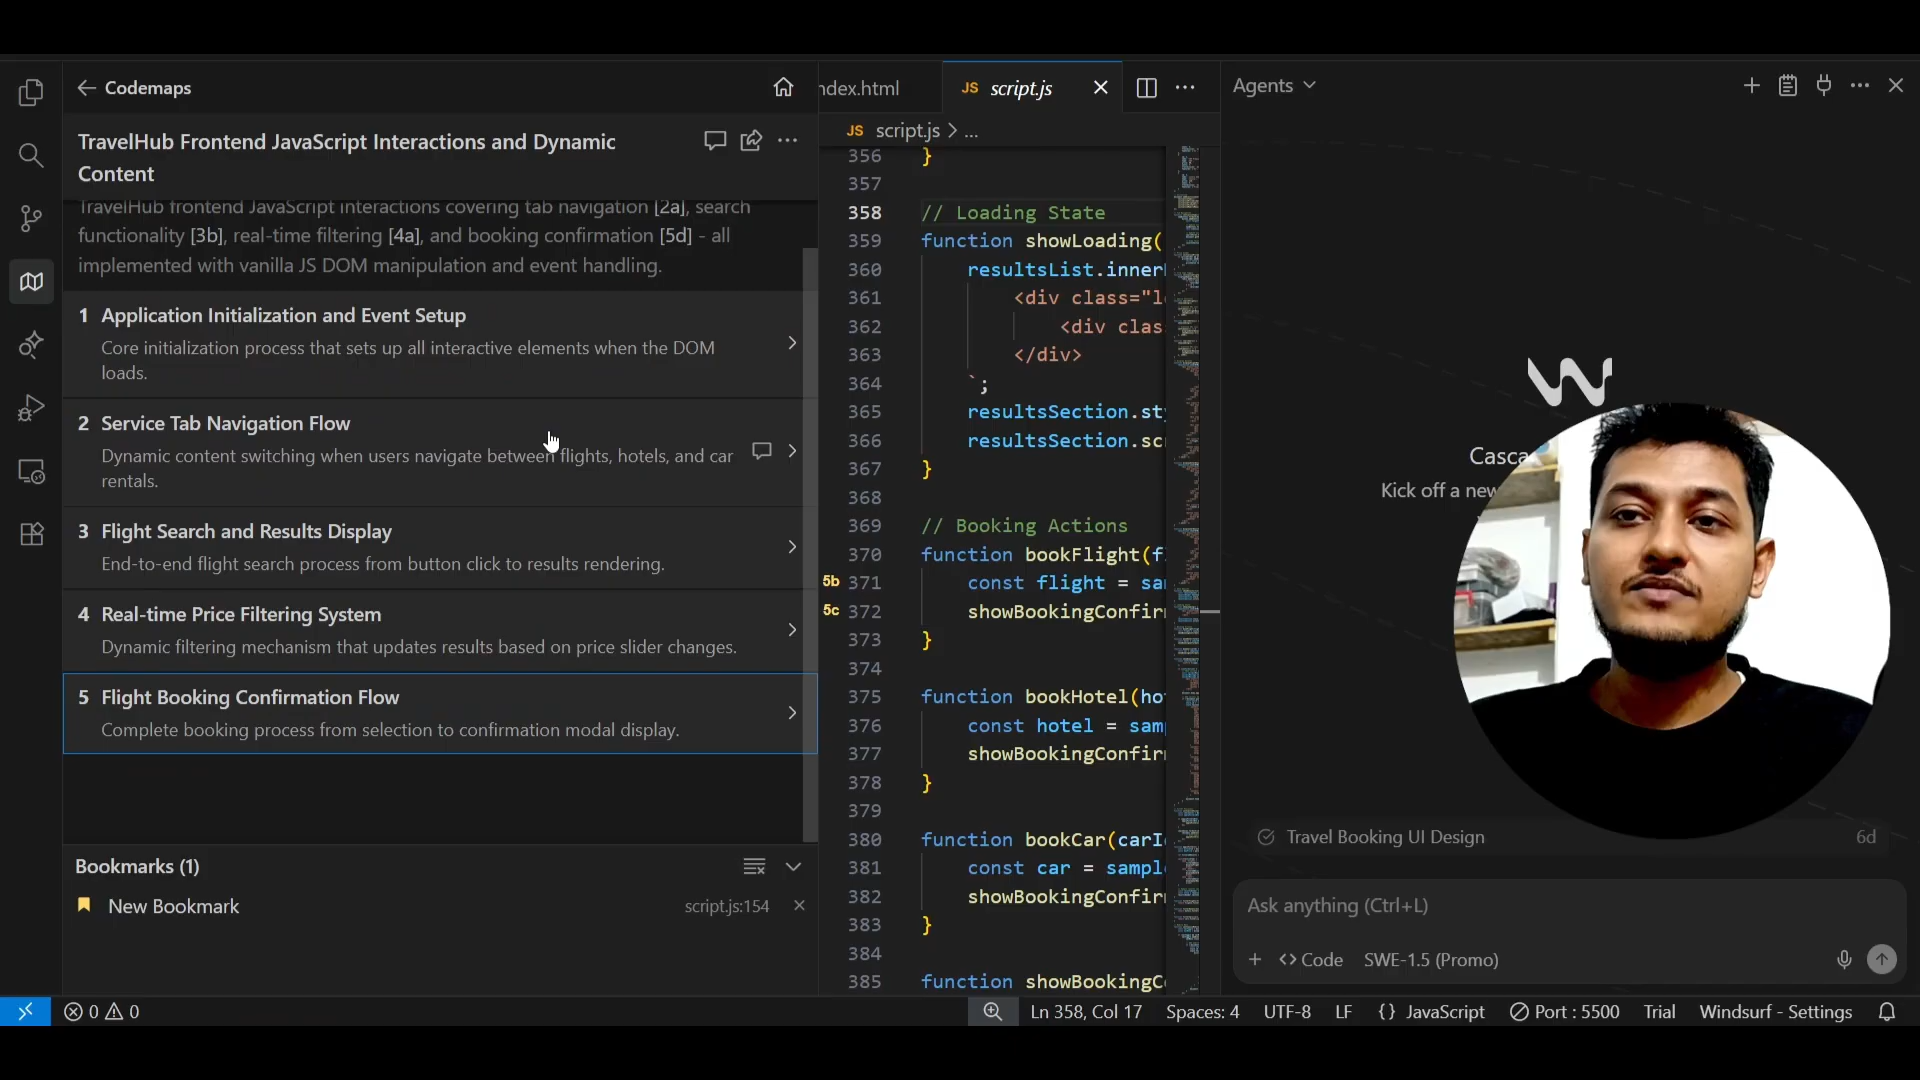 Codemaps
TravelHub Frontend JavaScript Interactions and Dynamic
Content
TravelHub frontend JavaScript interactions covering tab navigation [2a], search
functionality [3b], real-time filtering [4a], and booking confirmation [5d] - all
implemented with vanilla JS DOM manipulation and event handling.
1 Application Initialization and Event Setup
Core initialization process that sets up all interactive elements when the DOM
loads.
2 Service Tab Navigation Flow
Dynamic content switching when users navigate between flights, hotels, and car
rentals.
3 Flight Search and Results Display
End-to-end flight search process from button click to results rendering.
4 Real-time Price Filtering System
Dynamic filtering mechanism that updates results based on price slider changes.
5 Flight Booking Confirmation Flow
Complete booking process from selection to confirmation modal display.
Bookmarks (1)
New Bookmark script.js:154
ndex.html JS script.js
JS script.js > ...
356 }
357
358 // Loading State
359 function showLoading(
360 resultsList.inner
361 <div class="l
362 <div clas
363 </div>
364 `;
365 resultsSection.st
366 resultsSection.sc
367 }
368
369 // Booking Actions
370 function bookFlight(f
5b 371 const flight = sa
5c 372 showBookingConfir
373 }
374
375 function bookHotel(ho
376 const hotel = sam
377 showBookingConfir
378 }
379
380 function bookCar(carI
381 const car = sampl
382 showBookingConfir
383 }
384
385 function showBookingC
Agents
Casca
Kick off a new
Travel Booking UI Design 6d
Ask anything (Ctrl+L)
+ <> Code SWE-1.5 (Promo)
0 0 Ln 358, Col 17 Spaces: 4 UTF-8 LF {} JavaScript Port : 5500 Trial Windsurf - Settings